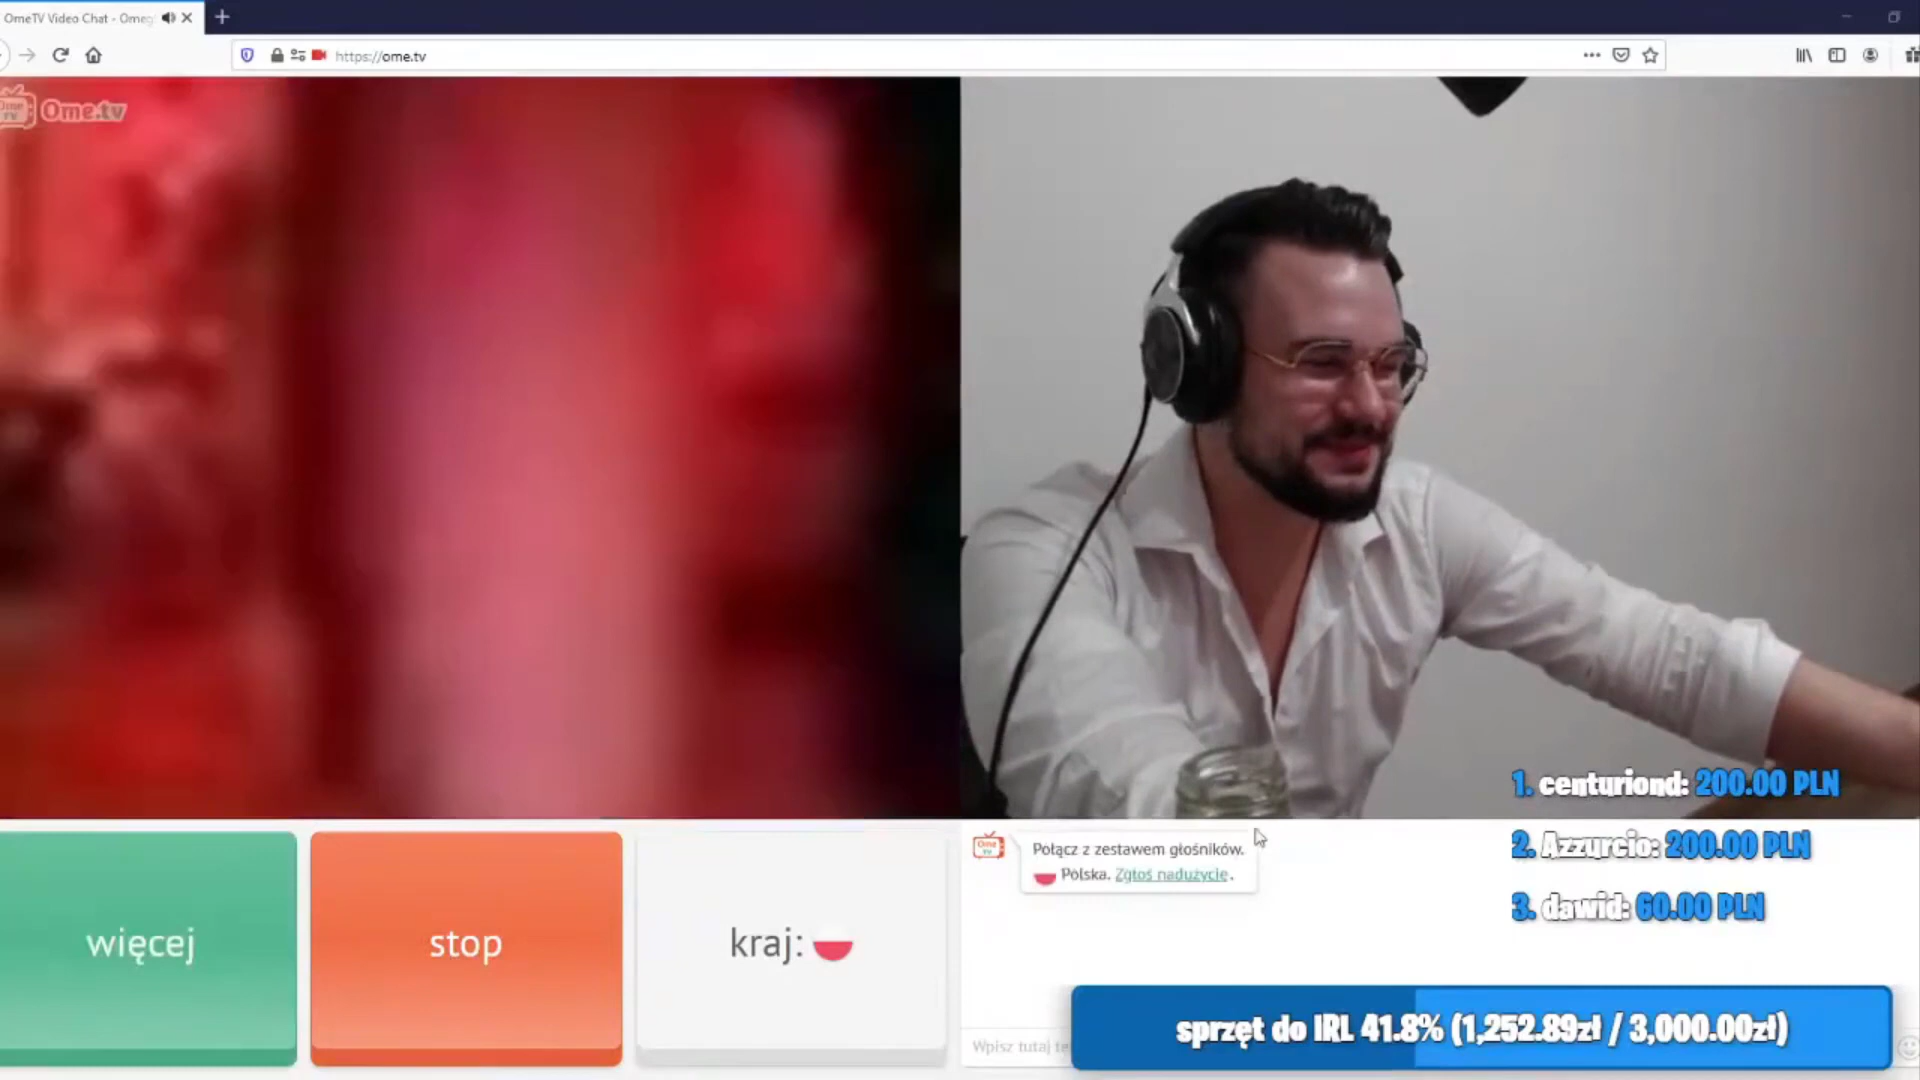 OmeTV Video Chat - Omeg
https://ome.tv
Ome.tv
1. centuriond: 200.00 PLN
2. Azzurcio: 200.00 PLN
3. dawid: 60.00 PLN
Połącz z zestawem głośników.
Polska. Zgłoś nadużycie.
więcej
stop
kraj:
Wpisz tutaj
sprzęt do IRL 41.8% (1,252.89zł / 3,000.00zł)